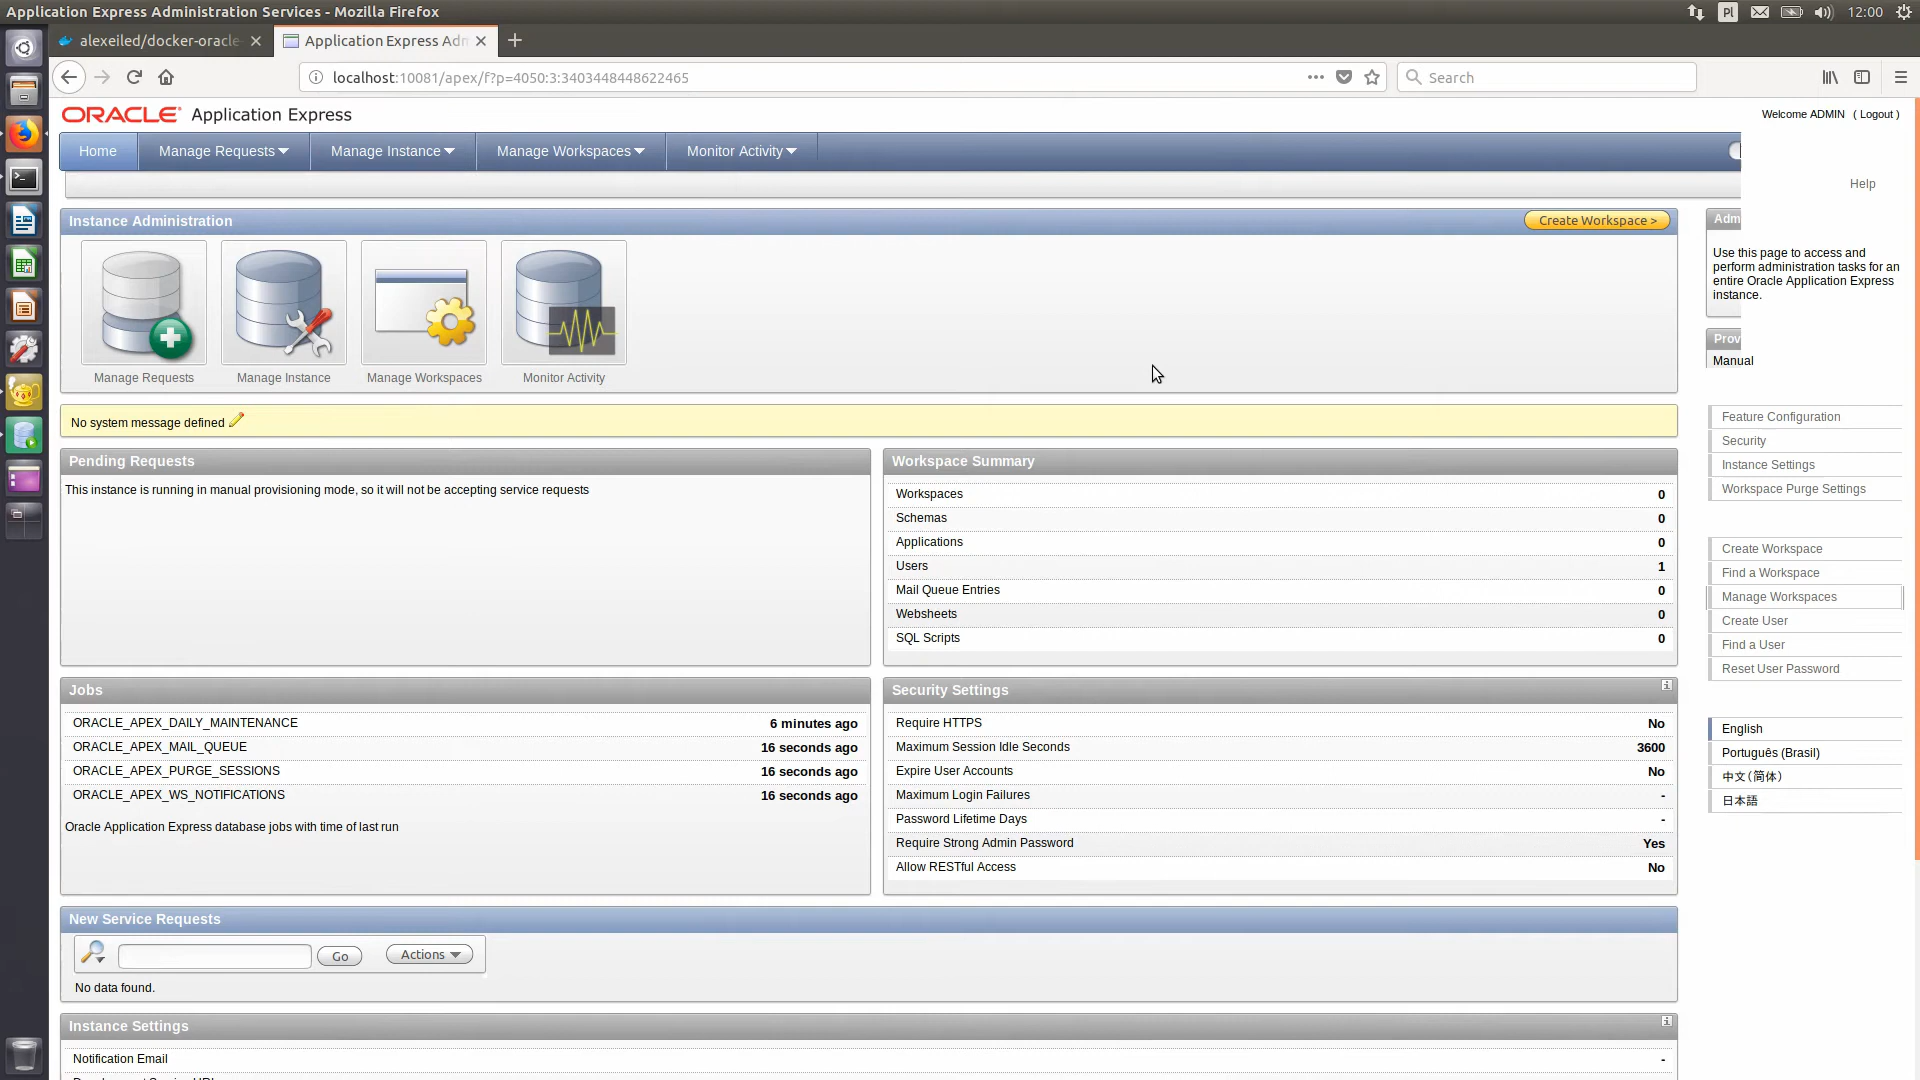 Application Express Administration Services - Mozilla Firefox
Pl
12:00
alexeiled/docker-oracle-
Application Express Adm
localhost:10081/apex/f?p=4050:3:3403448448622465
Search
ORACLE Application Express
Welcome ADMIN ( Logout )
Home
Manage Requests
Manage Instance
Manage Workspaces
Monitor Activity
Help
Instance Administration
Create Workspace >
Manage Requests
Manage Instance
Manage Workspaces
Monitor Activity
Adm
Use this page to access and
perform administration tasks for an
entire Oracle Application Express
instance.
Prov
Manual
No system message defined
Pending Requests
This instance is running in manual provisioning mode, so it will not be accepting service requests
Workspace Summary
Workspaces 0
Schemas 0
Applications 0
Users 1
Mail Queue Entries 0
Websheets 0
SQL Scripts 0
Feature Configuration
Security
Instance Settings
Workspace Purge Settings
Create Workspace
Find a Workspace
Manage Workspaces
Create User
Find a User
Reset User Password
Jobs
ORACLE_APEX_DAILY_MAINTENANCE 6 minutes ago
ORACLE_APEX_MAIL_QUEUE 16 seconds ago
ORACLE_APEX_PURGE_SESSIONS 16 seconds ago
ORACLE_APEX_WS_NOTIFICATIONS 16 seconds ago
Oracle Application Express database jobs with time of last run
Security Settings
Require HTTPS No
Maximum Session Idle Seconds 3600
Expire User Accounts No
Maximum Login Failures -
Password Lifetime Days -
Require Strong Admin Password Yes
Allow RESTful Access No
English
Português (Brasil)
中文(简体)
日本語
New Service Requests
Go
Actions
No data found.
Instance Settings
Notification Email -